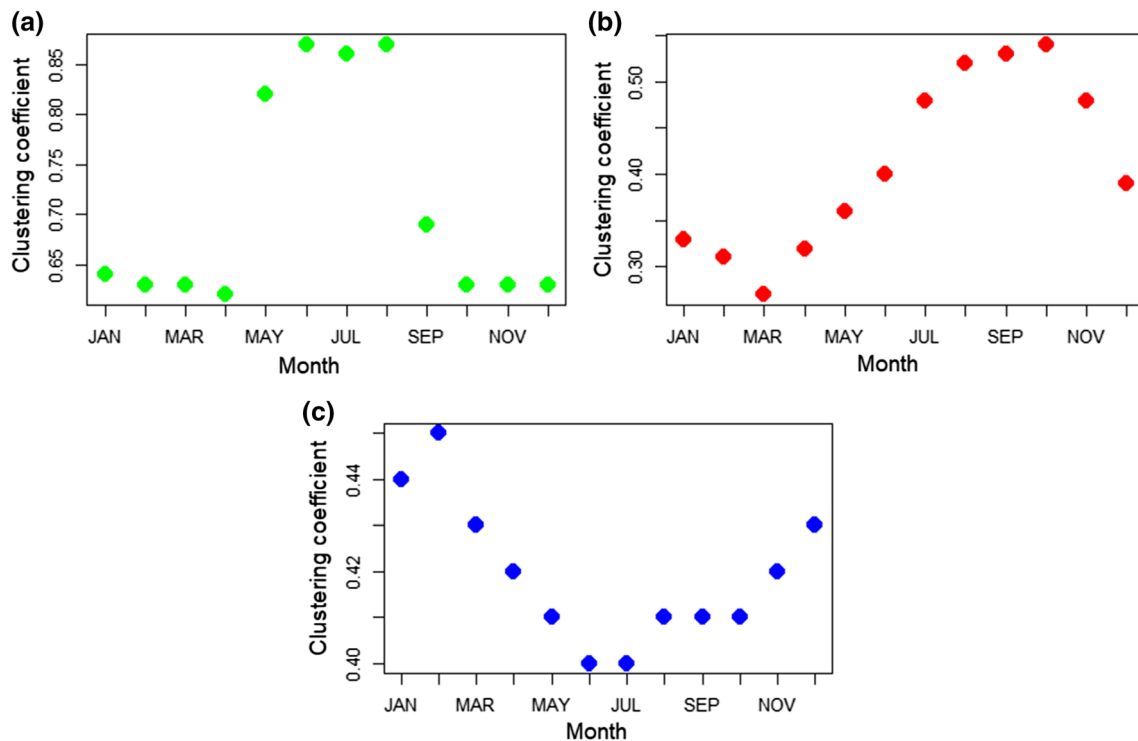 (a)
Clustering coefficient
0.85
0.80
0.75
0.70
0.65
JAN MAR MAY JUL SEP NOV
Month
(b)
Clustering coefficient
0.50
0.40
0.30
JAN MAR MAY JUL SEP NOV
Month
(c)
Clustering coefficient
0.44
0.42
0.40
JAN MAR MAY JUL SEP NOV
Month